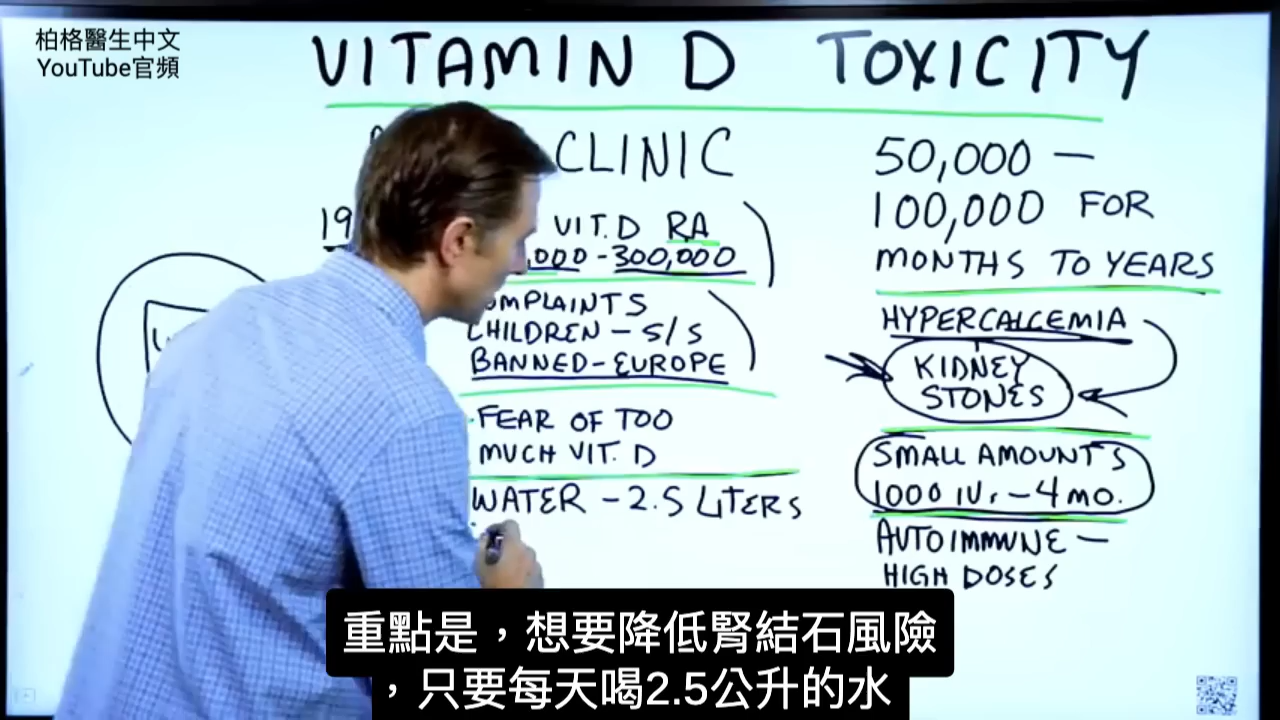 柏格醫生中文
YouTube官頻
VITAMIN D TOXICITY
CLINIC
19
VIT.D RA
,000 - 300,000
COMPLAINTS
CHILDREN - S/S
BANNED - EUROPE
FEAR OF TOO
MUCH VIT. D
WATER - 2.5 LITERS
50,000 -
100,000 FOR
MONTHS TO YEARS
HYPERCALCEMIA
KIDNEY
STONES
SMALL AMOUNTS
1000 IU. - 4 MO.
AUTOIMMUNE -
HIGH DOSES
重點是，想要降低腎結石風險
，只要每天喝2.5公升的水